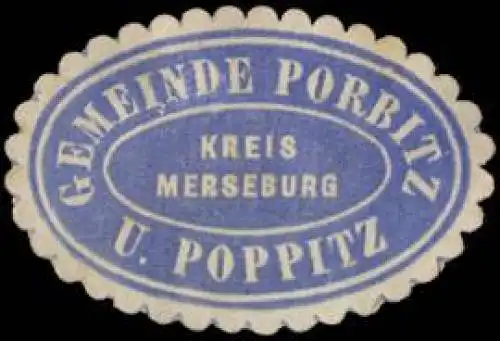 GEMEINDE PORBITZ
KREIS
MERSEBURG
U. POPPITZ